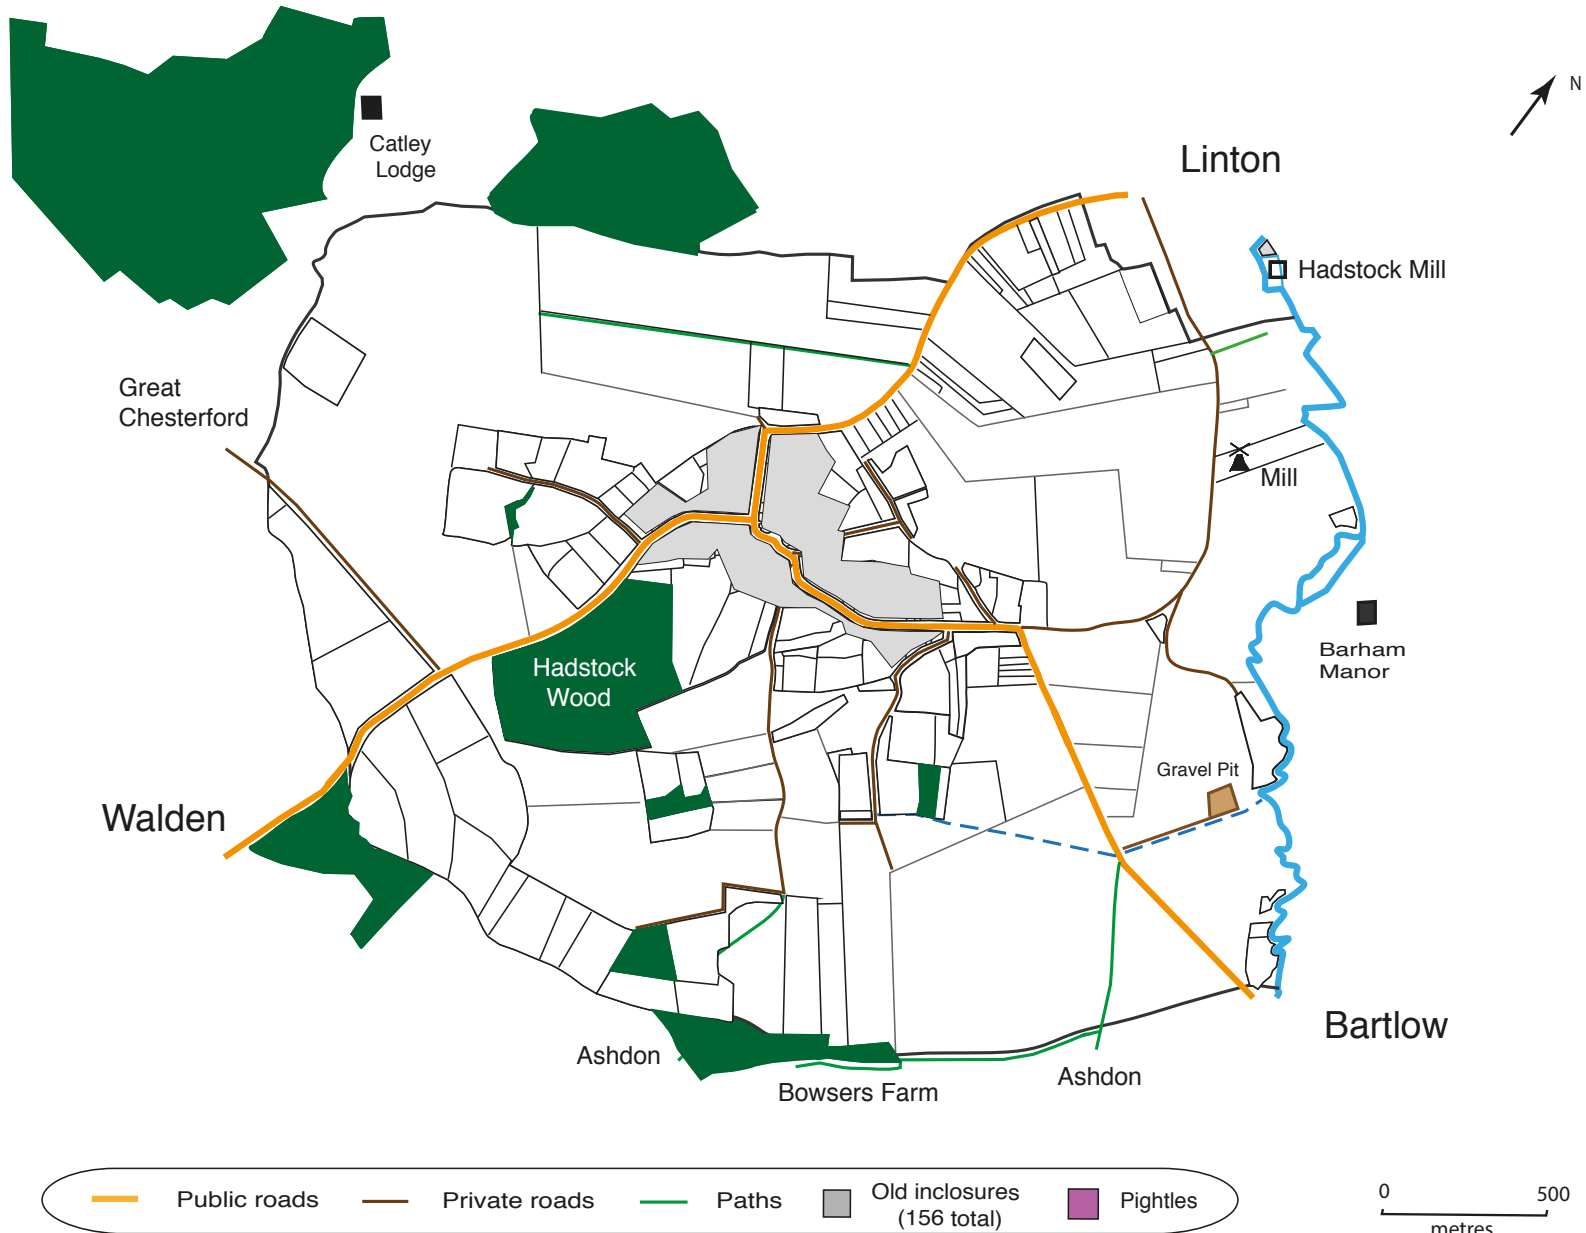 N
Catley
Lodge
Linton
Hadstock Mill
Great
Chesterford
Mill
Barham
Manor
Hadstock
Wood
Gravel Pit
Walden
Bartlow
Ashdon
Ashdon
Bowsers Farm
Public roads
Private roads
Paths
Old inclosures
(156 total)
Pightles
0
500
metres